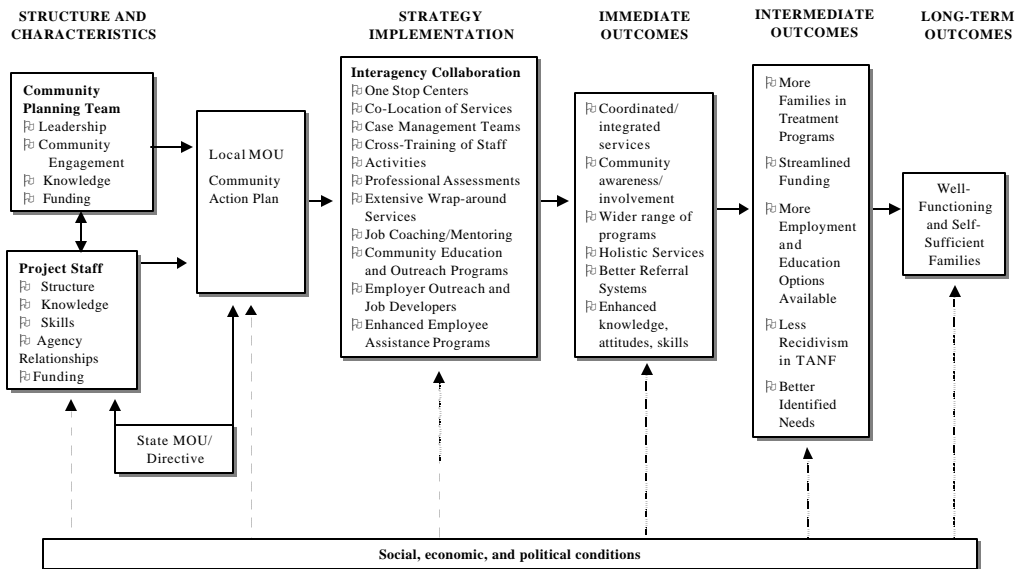 STRUCTURE AND
CHARACTERISTICS
STRATEGY
IMPLEMENTATION
IMMEDIATE
OUTCOMES
INTERMEDIATE
OUTCOMES
LONG-TERM
OUTCOMES
Community
Planning Team
Leadership
Community
Engagement
Knowledge
Funding
Project Staff
Structure
Knowledge
Skills
Agency
Relationships
Funding
Local MOU
Community
Action Plan
State MOU/
Directive
Interagency Collaboration
One Stop Centers
Co-Location of Services
Case Management Teams
Cross-Training of Staff
Activities
Professional Assessments
Extensive Wrap-around
Services
Job Coaching/Mentoring
Community Education
and Outreach Programs
Employer Outreach and
Job Developers
Enhanced Employee
Assistance Programs
Coordinated/
integrated
services
Community
awareness/
involvement
Wider range of
programs
Holistic Services
Better Referral
Systems
Enhanced
knowledge,
attitudes, skills
More
Families in
Treatment
Programs
Streamlined
Funding
More
Employment
and
Education
Options
Available
Less
Recidivism
in TANF
Better
Identified
Needs
Well-
Functioning
and Self-
Sufficient
Families
Social, economic, and political conditions